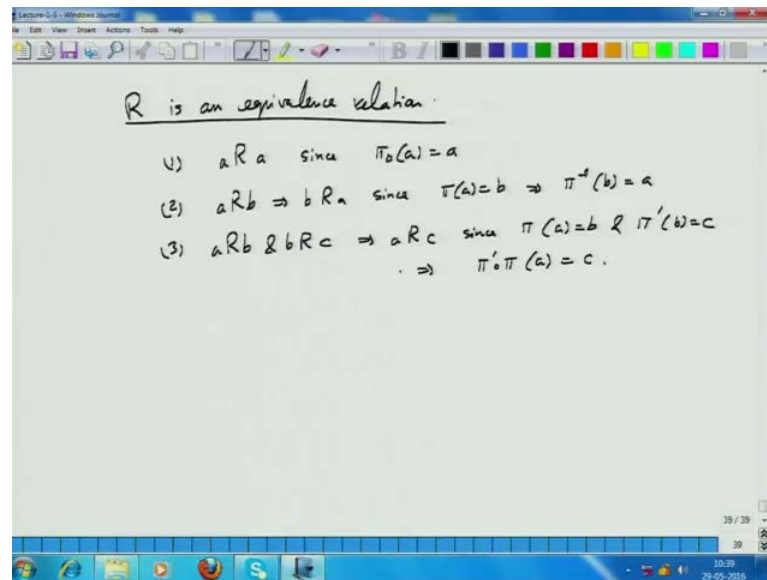 Lecture-1-5 - Windows Journal
Edit View Insert Actions Tools Help
R is an equivalence relation.
(1) aRa since π₀(a) = a
(2) aRb ⇒ bRa since π(a)=b ⇒ π⁻¹(b) = a
(3) aRb & bRc ⇒ aRc since π(a)=b & π'(b)=c
⇒ π'∘π(a) = c.
39 / 39
39
10:39
29-05-2016